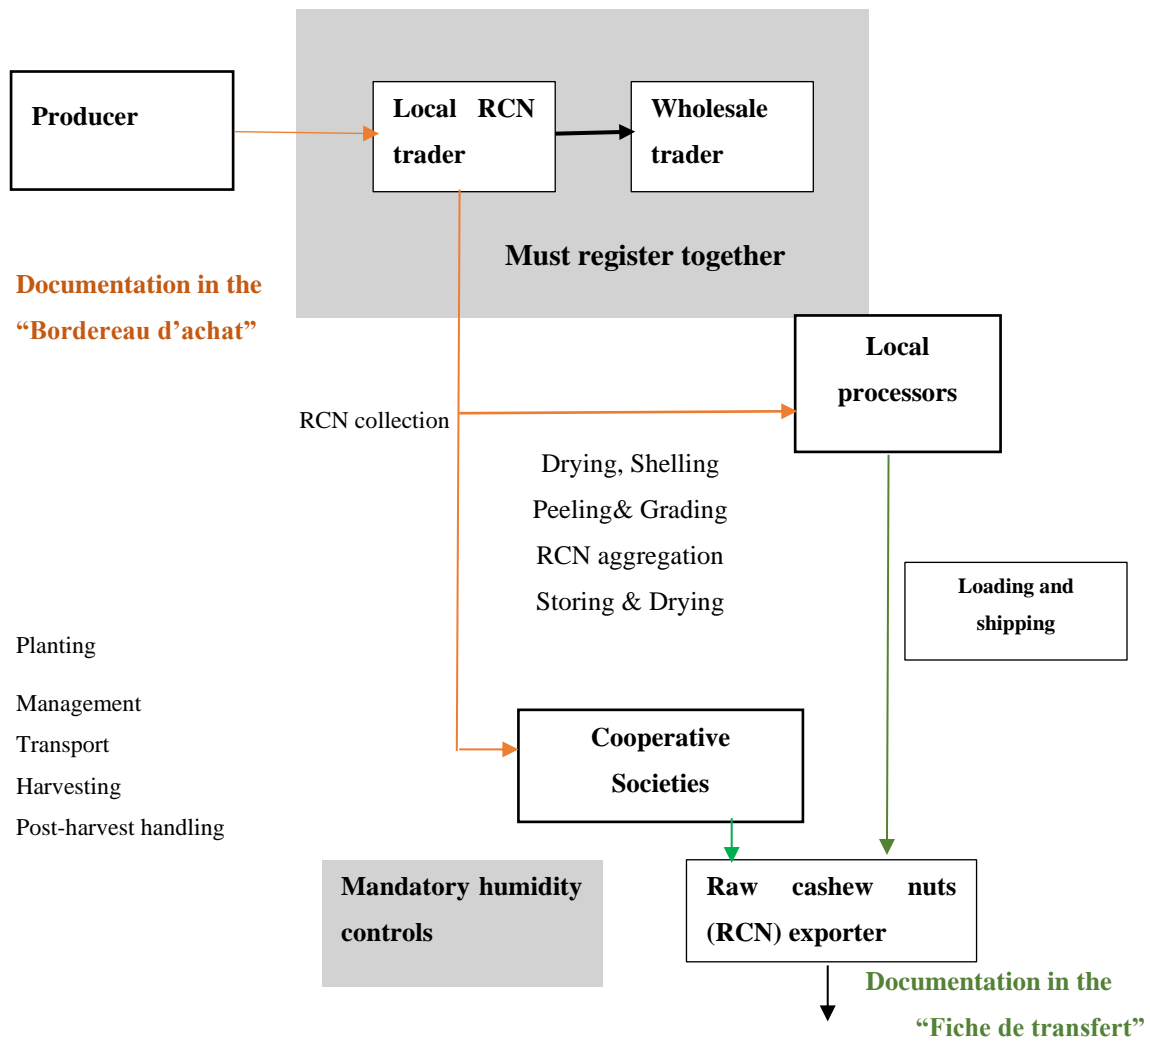 Producer
Local RCN
trader
Wholesale
trader
Must register together
Documentation in the
“Bordereau d’achat”
Local
processors
RCN collection
Drying, Shelling
Peeling& Grading
RCN aggregation
Storing & Drying
Loading and
shipping
Planting
Management
Transport
Harvesting
Post-harvest handling
Cooperative
Societies
Mandatory humidity
controls
Raw cashew nuts
(RCN) exporter
Documentation in the
“Fiche de transfert”